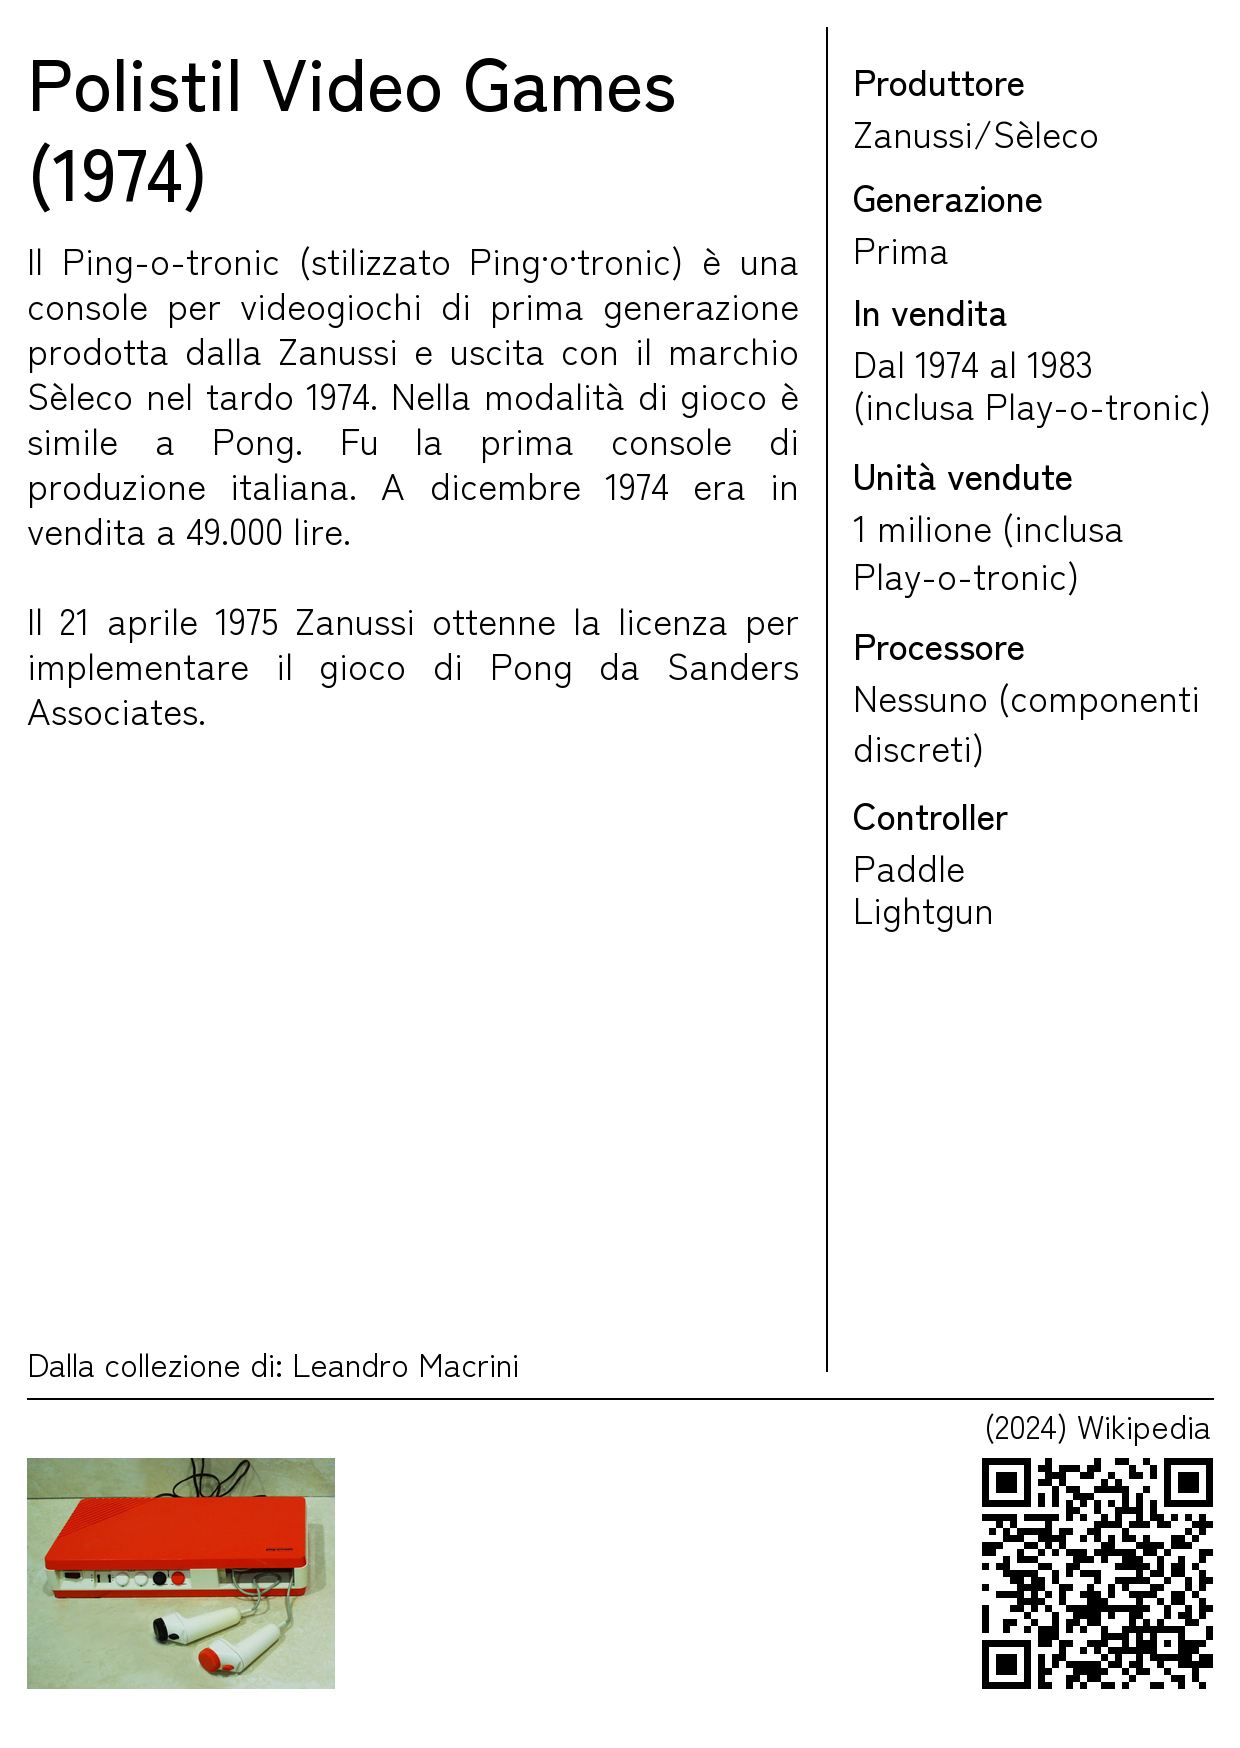 Polistil Video Games
(1974)
Il Ping-o-tronic (stilizzato Ping·o·tronic) è una
console per videogiochi di prima generazione
prodotta dalla Zanussi e uscita con il marchio
Sèleco nel tardo 1974. Nella modalità di gioco è
simile a Pong. Fu la prima console di
produzione italiana. A dicembre 1974 era in
vendita a 49.000 lire.
Il 21 aprile 1975 Zanussi ottenne la licenza per
implementare il gioco di Pong da Sanders
Associates.
Dalla collezione di: Leandro Macrini
Produttore
Zanussi/Sèleco
Generazione
Prima
In vendita
Dal 1974 al 1983
(inclusa Play-o-tronic)
Unità vendute
1 milione (inclusa
Play-o-tronic)
Processore
Nessuno (componenti
discreti)
Controller
Paddle
Lightgun
(2024) Wikipedia